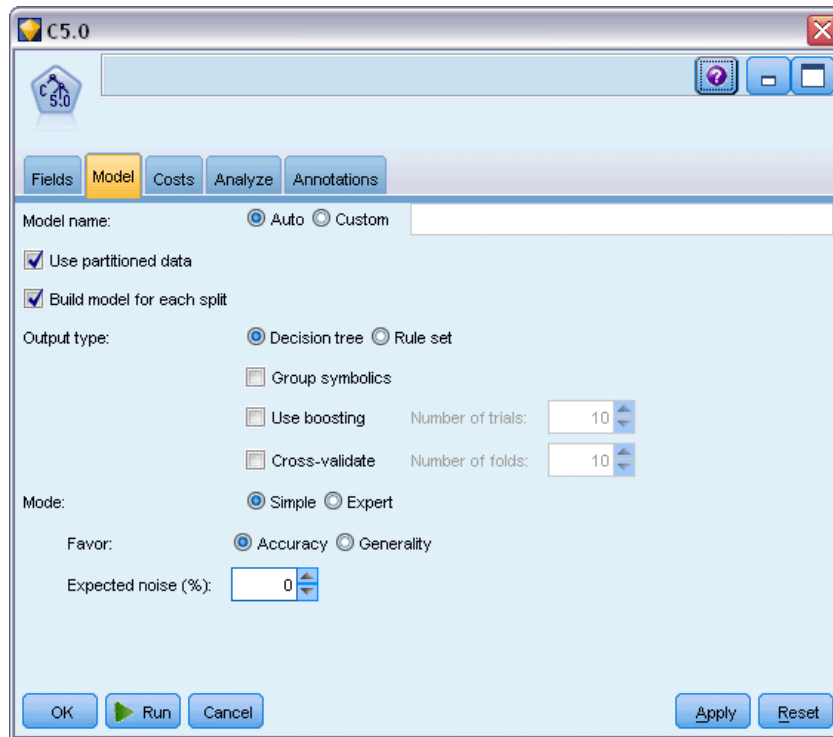 C5.0
C 5.0
Fields Model Costs Analyze Annotations
Model name: Auto Custom
Use partitioned data
Build model for each split
Output type: Decision tree Rule set
Group symbolics
Use boosting Number of trials: 10
Cross-validate Number of folds: 10
Mode: Simple Expert
Favor: Accuracy Generality
Expected noise (%): 0
OK Run Cancel Apply Reset